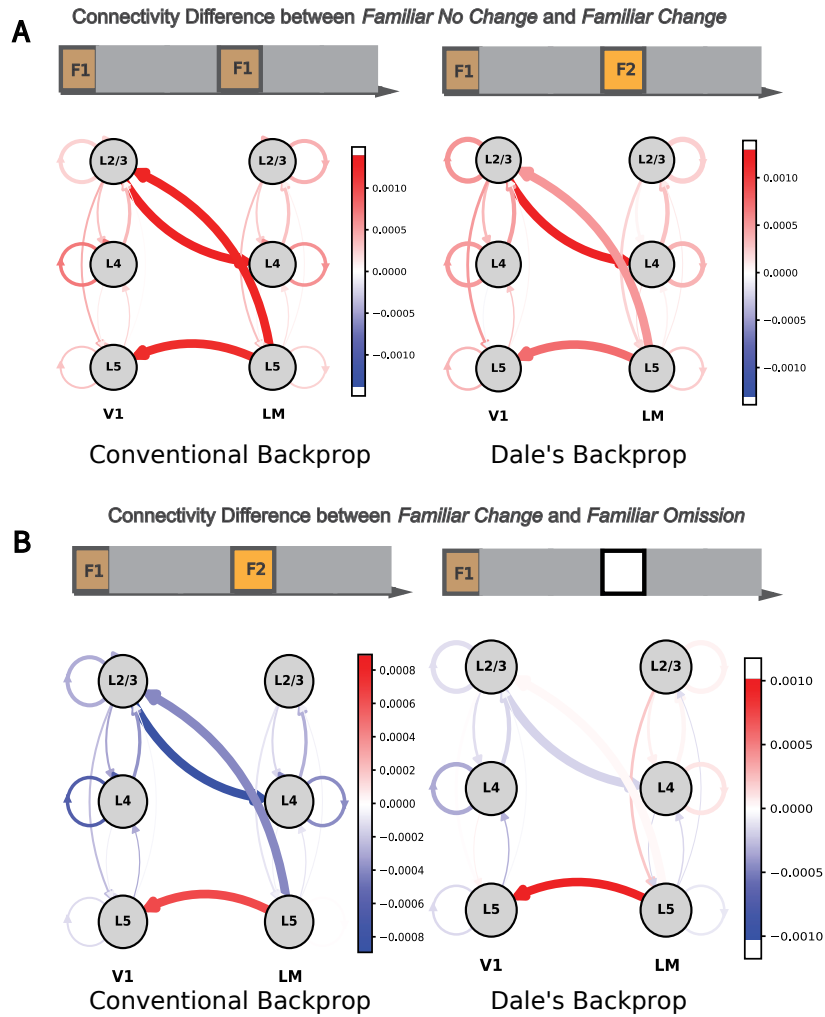 A
Connectivity Difference between Familiar No Change and Familiar Change
F1 F1
F1 F2
L2/3 L2/3
L4 L4
L5 L5
V1 LM
0.0010
0.0005
0.0000
−0.0005
−0.0010
Conventional Backprop
L2/3 L2/3
L4 L4
L5 L5
V1 LM
0.0010
0.0005
0.0000
−0.0005
−0.0010
Dale's Backprop
B
Connectivity Difference between Familiar Change and Familiar Omission
F1 F2
F1
L2/3 L2/3
L4 L4
L5 L5
V1 LM
0.0008
0.0006
0.0004
0.0002
0.0000
−0.0002
−0.0004
−0.0006
−0.0008
Conventional Backprop
L2/3 L2/3
L4 L4
L5 L5
V1 LM
0.0010
0.0005
0.0000
−0.0005
−0.0010
Dale's Backprop